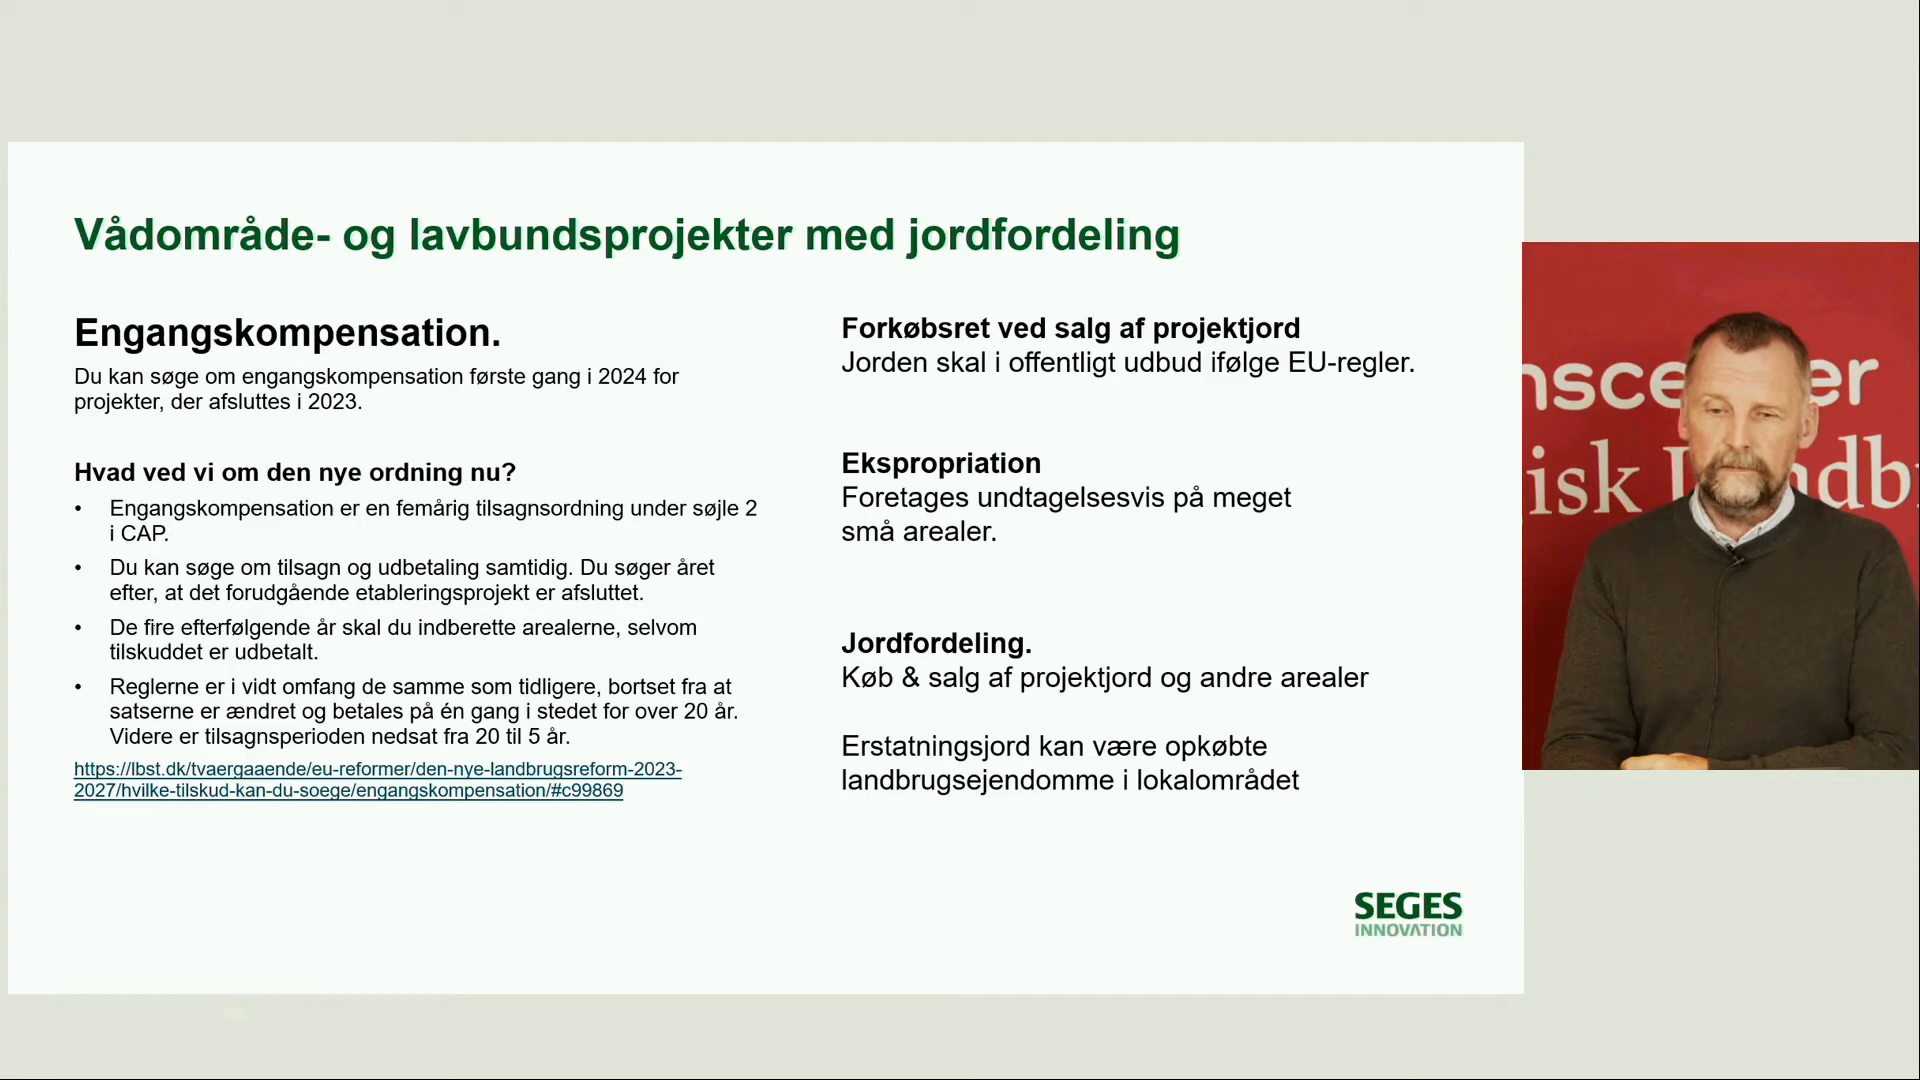 Vådområde- og lavbundsprojekter med jordfordeling
Engangskompensation.
Du kan søge om engangskompensation første gang i 2024 for
projekter, der afsluttes i 2023.
Hvad ved vi om den nye ordning nu?
• Engangskompensation er en femårig tilsagnsordning under søjle 2
i CAP.
• Du kan søge om tilsagn og udbetaling samtidig. Du søger året
efter, at det forudgående etableringsprojekt er afsluttet.
• De fire efterfølgende år skal du indberette arealerne, selvom
tilskuddet er udbetalt.
• Reglerne er i vidt omfang de samme som tidligere, bortset fra at
satserne er ændret og betales på én gang i stedet for over 20 år.
Videre er tilsagnsperioden nedsat fra 20 til 5 år.
https://lbst.dk/tvaergaaende/eu-reformer/den-nye-landbrugsreform-2023-
2027/hvilke-tilskud-kan-du-soege/engangskompensation/#c99869
Forkøbsret ved salg af projektjord
Jorden skal i offentligt udbud ifølge EU-regler.
Ekspropriation
Foretages undtagelsesvis på meget
små arealer.
Jordfordeling.
Køb & salg af projektjord og andre arealer
Erstatningsjord kan være opkøbte
landbrugsejendomme i lokalområdet
SEGES
INNOVATION